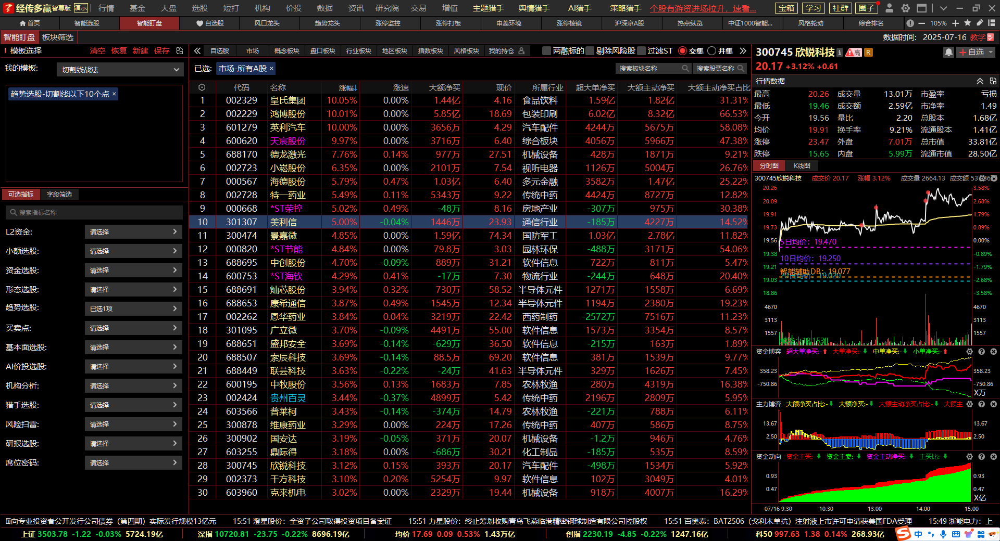 经传多赢 智尊版 演示 行情 基金 大盘 选股 短打 机构 价投 数据 资讯 研究院 交易 增值 主题猎手 舆情猎手 AI猎手 策略猎手 个股有游资进场拉升，速看... 宝箱 学习 社群 圈子
首页 智能选股 智能盯盘 自选股 风口龙头 趋势龙头 涨停监控 涨停打板 申菱环境 涨停棱镜 沪深京A股 热点纵览 中证1000智能... 风格轮动 综合排名 105%
智能盯盘 板块筛选 数据时间: 2025-07-16 教学
模板选择 清空 恢复 新建 保存
我的模板: 切割线战法
趋势选股-切割线以下10个点 ×
可选指标 字段筛选
搜索指标名称
L2资金: 请选择
小额选股: 请选择
资金选股: 请选择
形态选股: 请选择
趋势选股: 已选1项
买卖点: 请选择
基本面选股: 请选择
AI价投选股: 请选择
机构分析: 请选择
猎手选股: 请选择
风险扫雷: 请选择
研报选股: 请选择
席位密码: 请选择
自选股 市场 概念板块 盘口板块 行业板块 地区板块 指数板块 风格板块 我的持仓 两融标的 剔除风险股 过滤ST 交集 并集
已选: 市场-所有A股 × 搜索板块名称 搜索股票名称
代码 名称 涨幅↓ 涨速 大额净买 现价 所属行业 超大单净买 大额主动净买 大额主动净买占比
1 002329 皇氏集团 10.05% 0.00% 1.44亿 4.16 食品饮料 1.59亿 1.82亿 31.31%
2 002229 鸿博股份 10.01% 0.00% 5.85亿 18.69 包装印刷 6.02亿 8.32亿 66.53%
3 601279 英利汽车 10.00% 0.00% 3656万 4.29 汽车配件 4244万 5675万 58.08%
4 600620 天宸股份 9.97% 0.00% 3716万 6.40 综合板块 4056万 5966万 47.38%
5 688170 德龙激光 7.76% 0.14% 977万 27.51 机械设备 428万 1871万 9.21%
6 002723 小崧股份 6.35% 0.00% 2101万 7.54 视听电器 1126万 5004万 26.76%
7 000567 海德股份 5.79% 0.47% 1.03亿 6.40 多元金融 3582万 1.47亿 25.22%
8 002728 特一药业 5.49% 0.11% 5343万 9.22 传统中药 4424万 8727万 12.82%
9 000668 *ST荣控 5.02% 0.49% -48万 8.16 房地产业 -307万 975万 30.38%
10 301307 美利信 5.00% -0.04% 1446万 23.93 通信行业 -185万 4227万 14.52%
11 300474 景嘉微 4.85% 0.00% 1.59亿 74.34 国防军工 1.03亿 2.78亿 11.82%
12 000820 *ST节能 4.84% 0.00% 79.8万 3.03 园林环保 -488万 3171万 54.06%
13 688695 中创股份 4.70% -0.09% 889万 31.21 软件信息 722万 811万 5.47%
14 600753 *ST海钦 4.29% 0.41% -17万 7.30 物流行业 -244万 648万 20.40%
15 688691 灿芯股份 3.94% 0.32% 730万 58.52 半导体元件 1271万 1558万 6.69%
16 688653 康希通信 3.87% 0.49% 1545万 12.34 半导体元件 1194万 2380万 19.23%
17 002262 恩华药业 3.84% 0.04% 3219万 22.42 西药制药 -2572万 7516万 11.23%
18 301095 广立微 3.70% -0.09% 4491万 55.00 软件信息 1573万 3354万 8.57%
19 688651 盛邦安全 3.69% -0.14% -629万 36.50 软件信息 -215万 163万 1.89%
20 688507 索辰科技 3.69% -0.14% 88.5万 69.20 软件信息 381万 1539万 9.77%
21 688449 联芸科技 3.63% -0.22% -24万 41.63 半导体元件 329万 1626万 7.45%
22 600195 中牧股份 3.56% 0.13% 1683万 7.85 农林牧渔 280万 4319万 16.38%
23 002424 贵州百灵 3.44% -0.37% 4899万 5.42 传统中药 2196万 2809万 5.95%
24 603566 普莱柯 3.43% -0.14% -374万 14.79 农林牧渔 -221万 788万 6.11%
25 300878 维康药业 3.29% 0.00% 224万 17.26 传统中药 407万 586万 8.75%
26 300902 国安达 3.19% -0.05% 371万 20.07 机械设备 -1.2万 946万 4.76%
27 603255 鼎际得 3.18% 0.00% -686万 30.21 化工制品 -185万 535万 8.59%
28 300745 欣锐科技 3.12% 0.15% 393万 20.17 汽车配件 -498万 1534万 5.92%
29 002373 千方科技 3.10% 0.20% 5254万 9.97 软件信息 102万 3049万 4.01%
30 603960 克来机电 3.02% 0.00% 2329万 19.44 机械设备 918万 4007万 16.29%
300745 欣锐科技 高 R + 自选
20.17 +3.12% +0.61
行情数据
最高 20.26 成交量 13.01万 市盈率 亏损
最低 19.46 成交额 2.59亿 市净率 1.49
今开 19.56 量比 2.20 总股本 1.68亿
均价 19.91 换手率 9.21% 流通股本 1.41亿
涨停 23.47 外盘 7.01万 总市值 33.81亿
跌停 15.65 内盘 5.99万 流通市值 28.50亿
分时图 K线图
300745欣锐科技 成交价 20.17 涨幅 3.12% 成交量 2664.13 成交额
20.26 3.58%
20.09 2.68%
19.91 1.79%
19.73 0.89%
19.56 0.00%
5日均价: 19.470
19.38 -0.89%
10日均价: 19.250
19.21 -1.79%
智能辅助DB: 19.077
20日均价: 19.020
19.03 -2.68%
18.86 -3.58%
4670 4670
3113 3113
1557 1557
资金博弈 超大单净买:- 大单净买:- 中单净买:- 小单净买:-
358.23 358.23
-750.86 -750.86
X万
主力博弈 大额净买占比:- 大额净买:- 大额主动净买占比:- 大额主
13.67 13.67
2.50 2.50
资金动向 资金主买:- 资金主卖:- 资金主动净买:- 主买比:-
0.93 0.93
0.47 0.47
X亿
07/16 9:30 10:30 13:00 14:00 15:00
面向专业投资者公开发行公司债券（第四期）实际发行规模13亿元 15:51 澄星股份：全资子公司取得投资项目备案证 15:51 力星股份：终止筹划收购青岛飞燕临港精密钢球制造有限公司控股权 15:51 百奥泰：BAT2506（戈利木单抗）注射液上市许可申请获美国FDA受理 15:49 浙能电力：上
上证 3503.78 -1.22 -0.03% 5724.19亿 深指 10720.81 -23.75 -0.22% 8696.19亿 均价 17.69 0.09 0.53% 1.43万亿 创指 2230.19 -4.85 -0.22% 1247.16亿 科50 997.63 1.38 0.14% 268.93亿 中